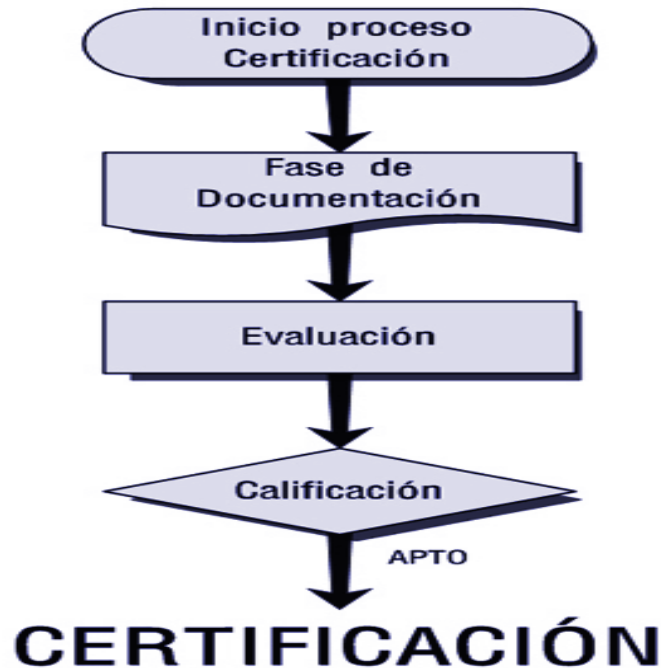 Inicio proceso
Certificación
Fase de
Documentación
Evaluación
Calificación
APTO
CERTIFICACIÓN